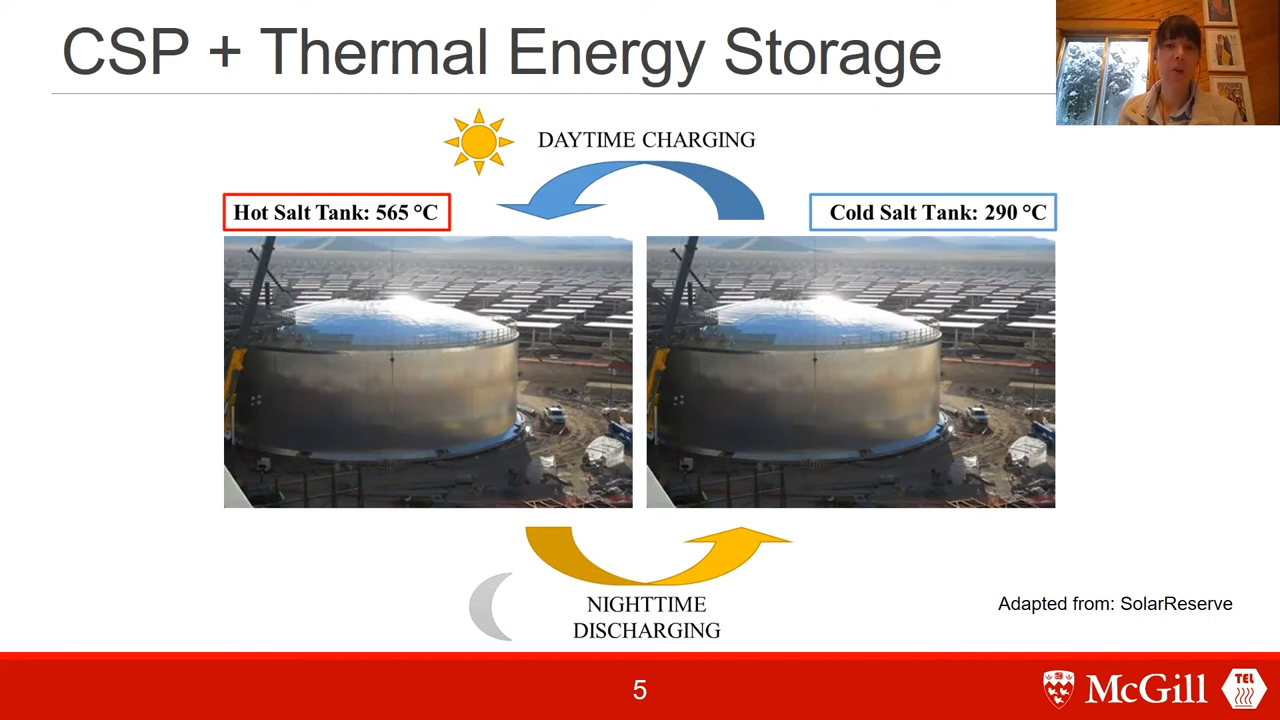 CSP + Thermal Energy Storage
DAYTIME CHARGING
Hot Salt Tank: 565 °C
Cold Salt Tank: 290 °C
NIGHTTIME
DISCHARGING
Adapted from: SolarReserve
5
McGill
TEL